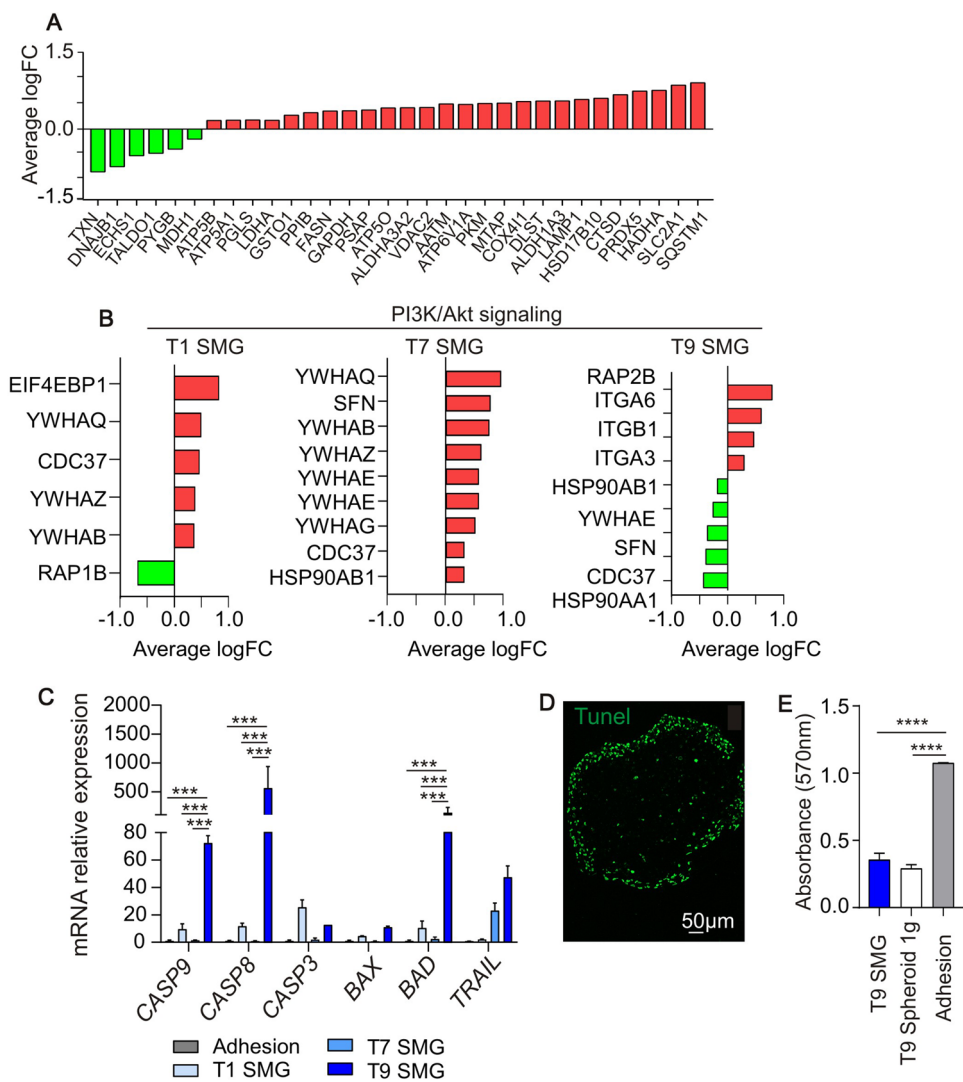 A
Average logFC
1.5
0.0
-1.5
TXN
DNAJB1
ECHS1
TALDO1
PYGB
MDH1
ATP5B
ATP5A1
PGLS
LDHA
GSTO1
PPIB
FASN
GAPDH
PSAP
ATP5O
ALDHA3A2
VDAC2
AATM
ATP6V1A
PKM
MTAP
COX4I1
DLST
ALDH1A3
LAMP1
HSD17B10
CTSD
PRDX5
HADHA
SLC2A1
SQSTM1
B
PI3K/Akt signaling
T1 SMG
EIF4EBP1
YWHAQ
CDC37
YWHAZ
YWHAB
RAP1B
-1.0 0.0 1.0
Average logFC
T7 SMG
YWHAQ
SFN
YWHAB
YWHAZ
YWHAE
YWHAE
YWHAG
CDC37
HSP90AB1
-1.0 0.0 1.0
Average logFC
T9 SMG
RAP2B
ITGA6
ITGB1
ITGA3
HSP90AB1
YWHAE
SFN
CDC37
HSP90AA1
-1.0 0.0 1.0
Average logFC
C
mRNA relative expression
2000
1500
1000
500
80
60
40
20
0
***
***
***
***
***
***
***
***
***
CASP9
CASP8
CASP3
BAX
BAD
TRAIL
Adhesion
T1 SMG
T7 SMG
T9 SMG
D
Tunel
50µm
E
Absorbance (570nm)
1.5
1.0
0.5
0.0
****
****
T9 SMG
T9 Spheroid 1g
Adhesion